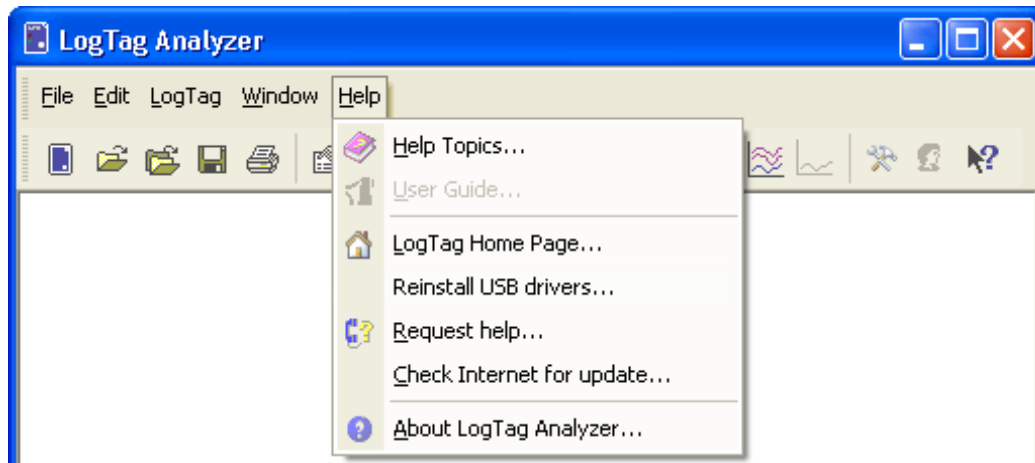 LogTag Analyzer
File Edit LogTag Window Help
Help Topics...
User Guide...
LogTag Home Page...
Reinstall USB drivers...
Request help...
Check Internet for update...
About LogTag Analyzer...